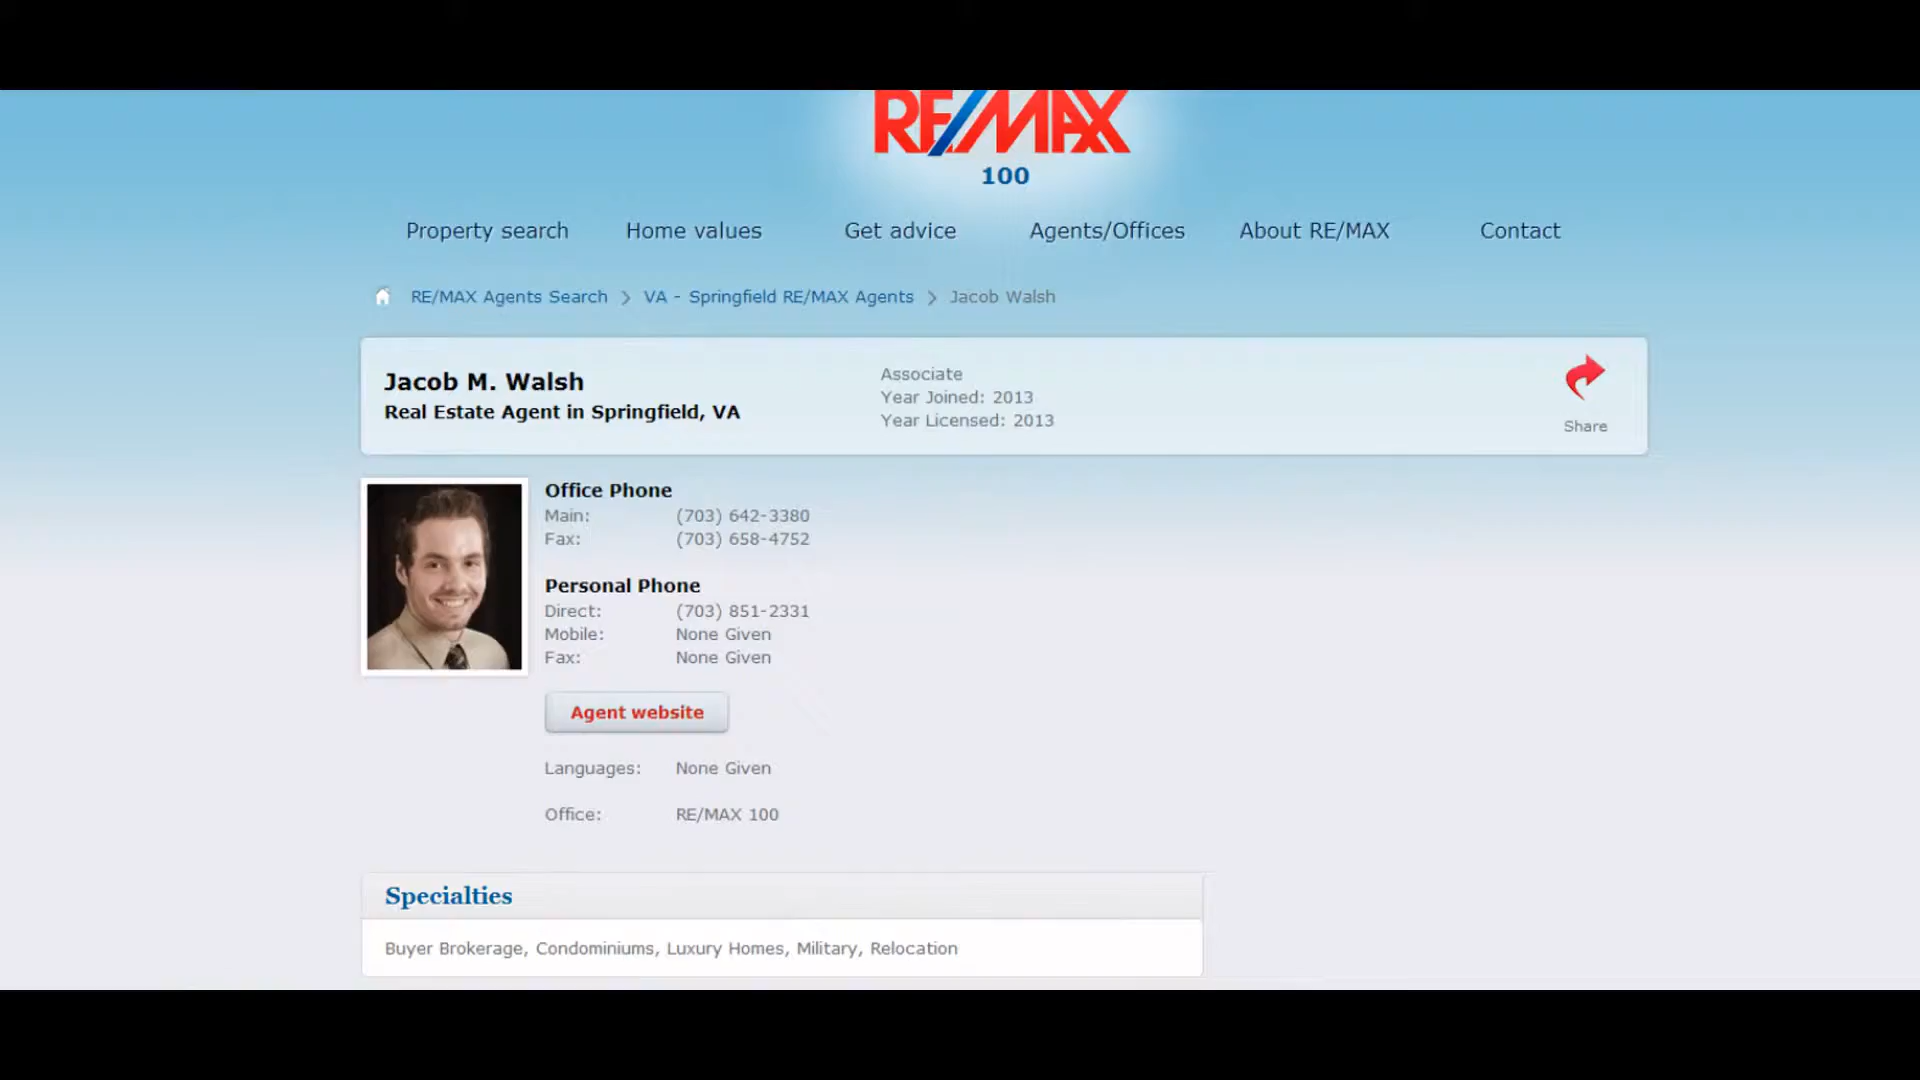 RE/MAX
100
Property search Home values Get advice Agents/Offices About RE/MAX Contact
RE/MAX Agents Search VA - Springfield RE/MAX Agents Jacob Walsh
Jacob M. Walsh
Real Estate Agent in Springfield, VA
Associate
Year Joined: 2013
Year Licensed: 2013
Share
Office Phone
Main: (703) 642-3380
Fax: (703) 658-4752
Personal Phone
Direct: (703) 851-2331
Mobile: None Given
Fax: None Given
Agent website
Languages: None Given
Office: RE/MAX 100
Specialties
Buyer Brokerage, Condominiums, Luxury Homes, Military, Relocation